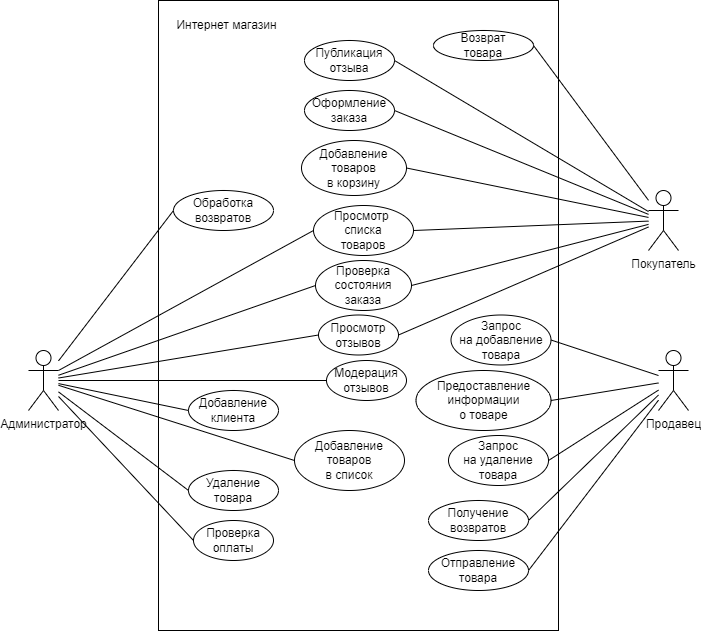 Интернет магазин
Возврат
товара
Публикация
отзыва
Оформление
заказа
Добавление
товаров
в корзину
Обработка
возвратов
Просмотр
списка
товаров
Покупатель
Проверка
состояния
заказа
Просмотр
отзывов
Запрос
на добавление
товара
Модерация
отзывов
Предоставление
информации
о товаре
Администратор
Продавец
Добавление
клиента
Добавление
товаров
в список
Запрос
на удаление
товара
Удаление
товара
Получение
возвратов
Проверка
оплаты
Отправление
товара